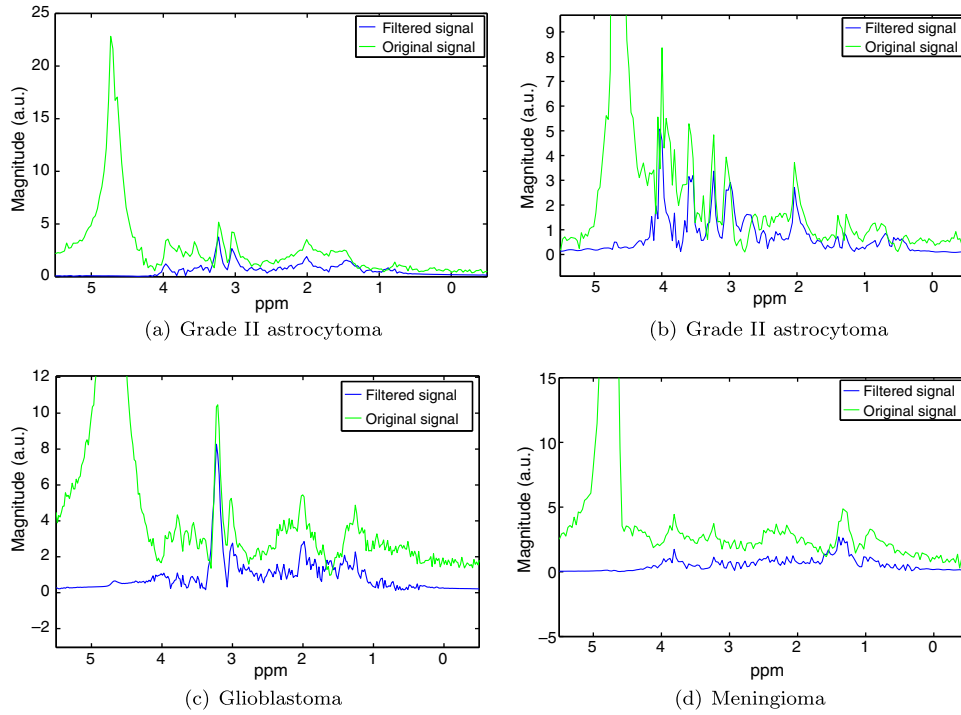 25
20
15
10
5
0
Magnitude (a.u.)
5 4 3 2 1 0
ppm
Filtered signal
Original signal
(a) Grade II astrocytoma
9
8
7
6
5
4
3
2
1
0
Magnitude (a.u.)
5 4 3 2 1 0
ppm
Filtered signal
Original signal
(b) Grade II astrocytoma
12
10
8
6
4
2
0
−2
Magnitude (a.u.)
5 4 3 2 1 0
ppm
Filtered signal
Original signal
(c) Glioblastoma
15
10
5
0
−5
Magnitude (a.u.)
5 4 3 2 1 0
ppm
Filtered signal
Original signal
(d) Meningioma